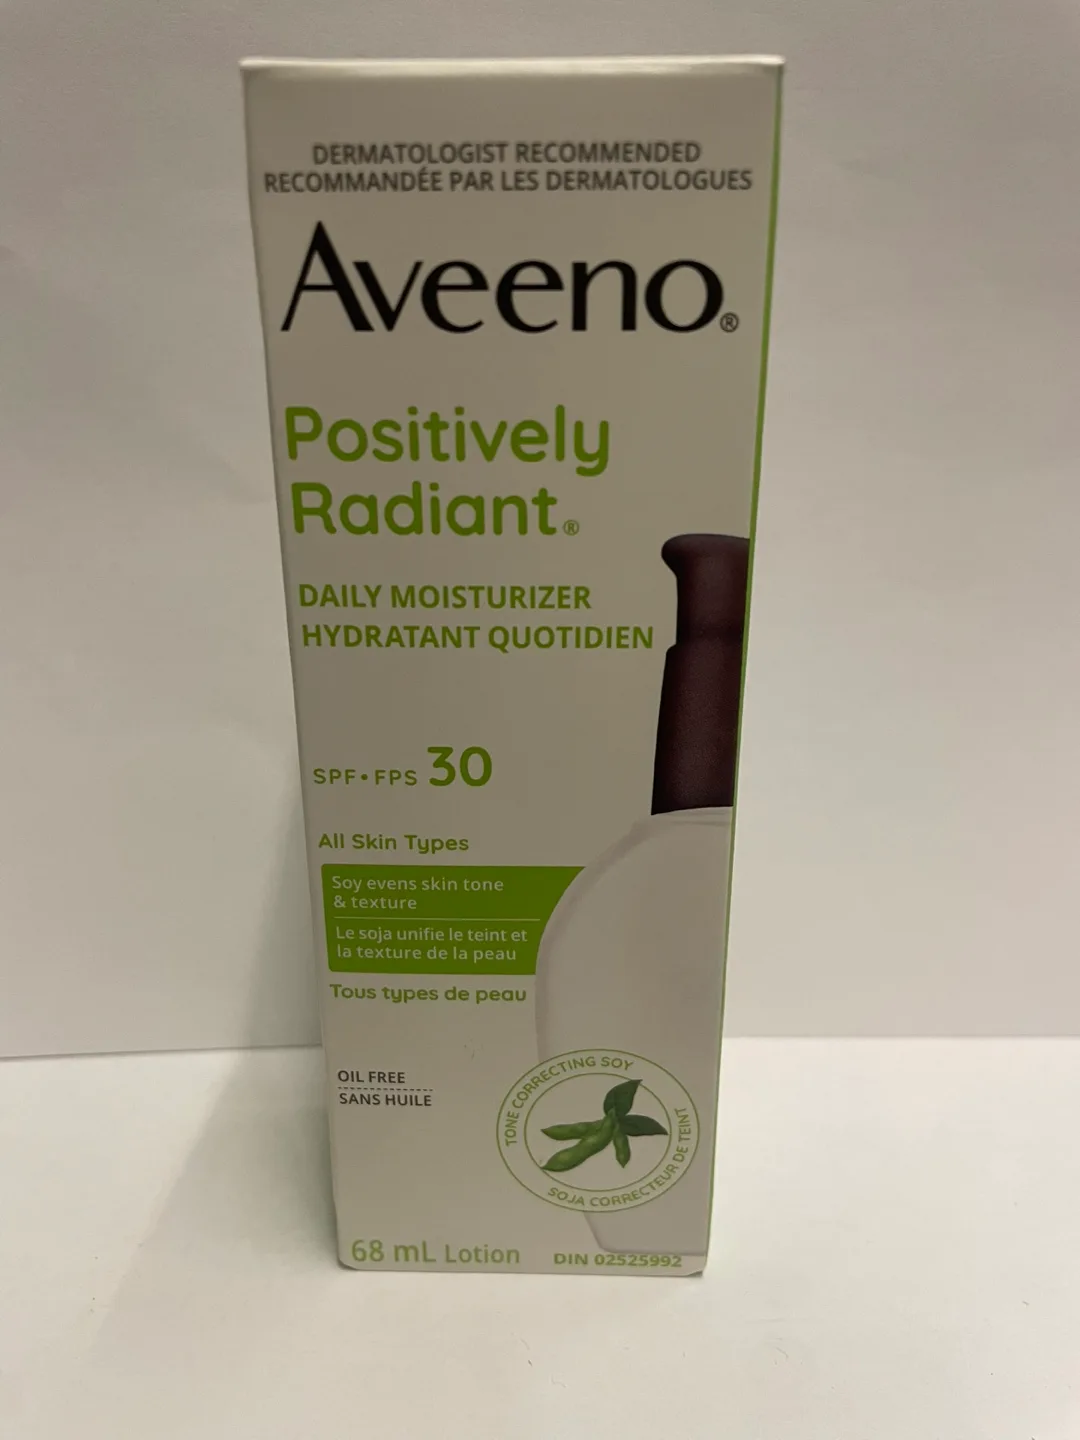 DERMATOLOGIST RECOMMENDED
RECOMMANDÉE PAR LES DERMATOLOGUES
Aveeno®
Positively
Radiant®
DAILY MOISTURIZER
HYDRATANT QUOTIDIEN
SPF • FPS 30
All Skin Types
Soy evens skin tone
& texture
Le soja unifie le teint et
la texture de la peau
Tous types de peau
OIL FREE
SANS HUILE
TONE CORRECTING SOY
SOJA CORRECTEUR DE TEINT
68 mL Lotion DIN 02525992